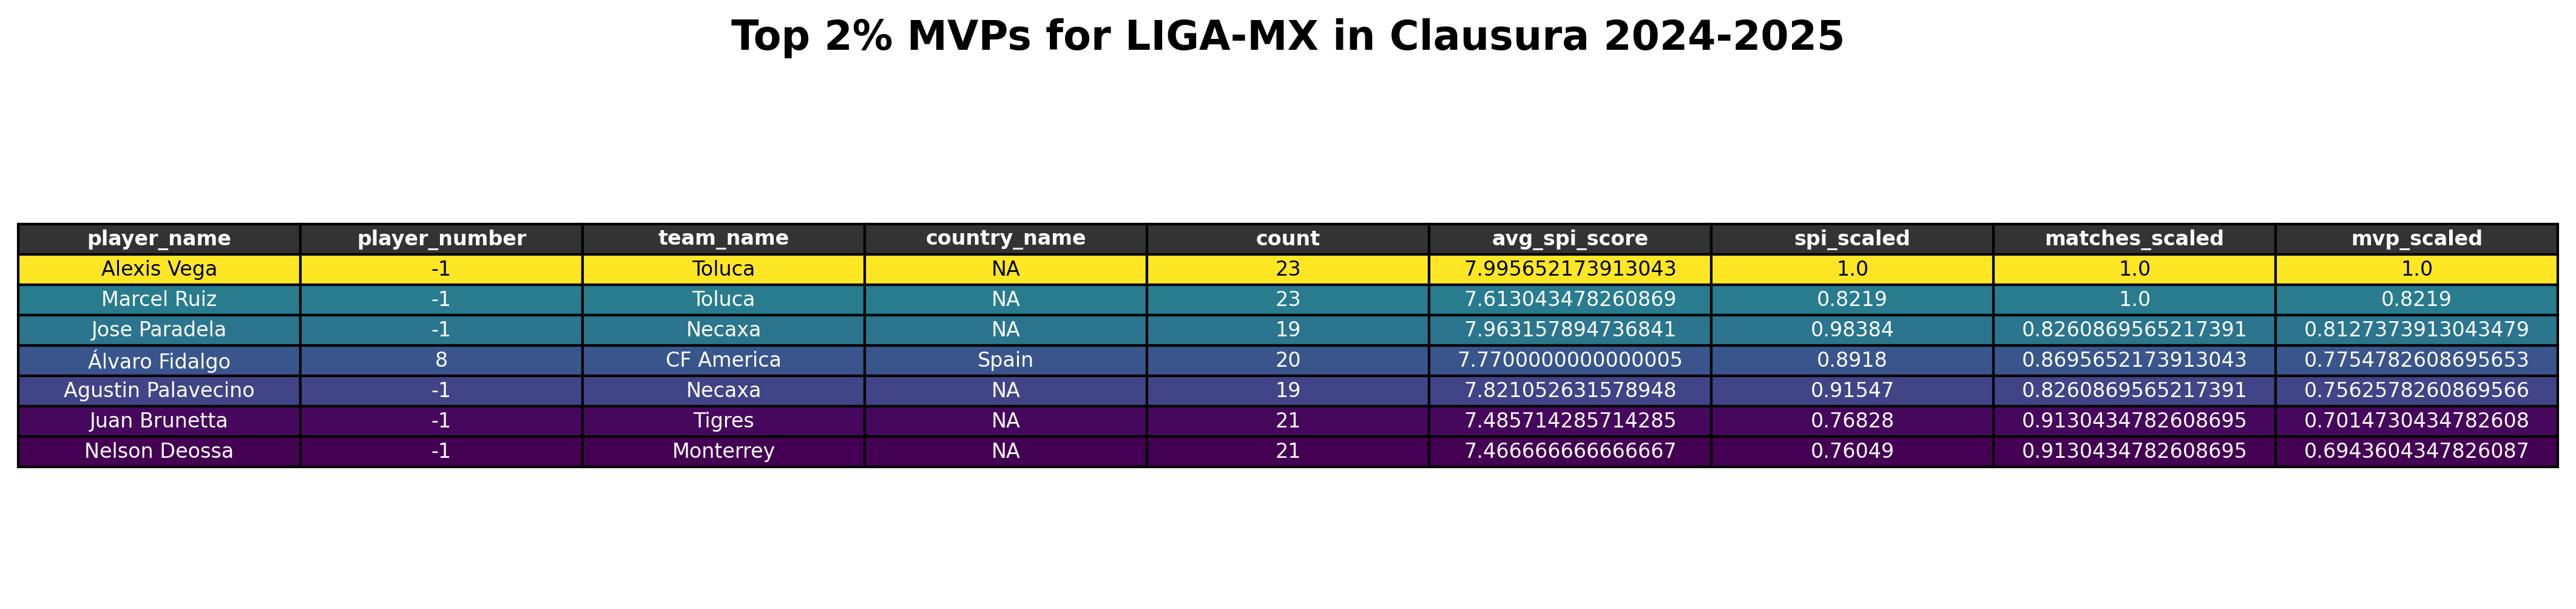 Top 2% MVPs for LIGA-MX in Clausura 2024-2025
player_name player_number team_name country_name count avg_spi_score spi_scaled matches_scaled mvp_scaled
Alexis Vega -1 Toluca NA 23 7.995652173913043 1.0 1.0 1.0
Marcel Ruiz -1 Toluca NA 23 7.613043478260869 0.8219 1.0 0.8219
Jose Paradela -1 Necaxa NA 19 7.963157894736841 0.98384 0.8260869565217391 0.8127373913043479
Álvaro Fidalgo 8 CF America Spain 20 7.7700000000000005 0.8918 0.8695652173913043 0.7754782608695653
Agustin Palavecino -1 Necaxa NA 19 7.821052631578948 0.91547 0.8260869565217391 0.7562578260869566
Juan Brunetta -1 Tigres NA 21 7.485714285714285 0.76828 0.9130434782608695 0.7014730434782608
Nelson Deossa -1 Monterrey NA 21 7.466666666666667 0.76049 0.9130434782608695 0.6943604347826087